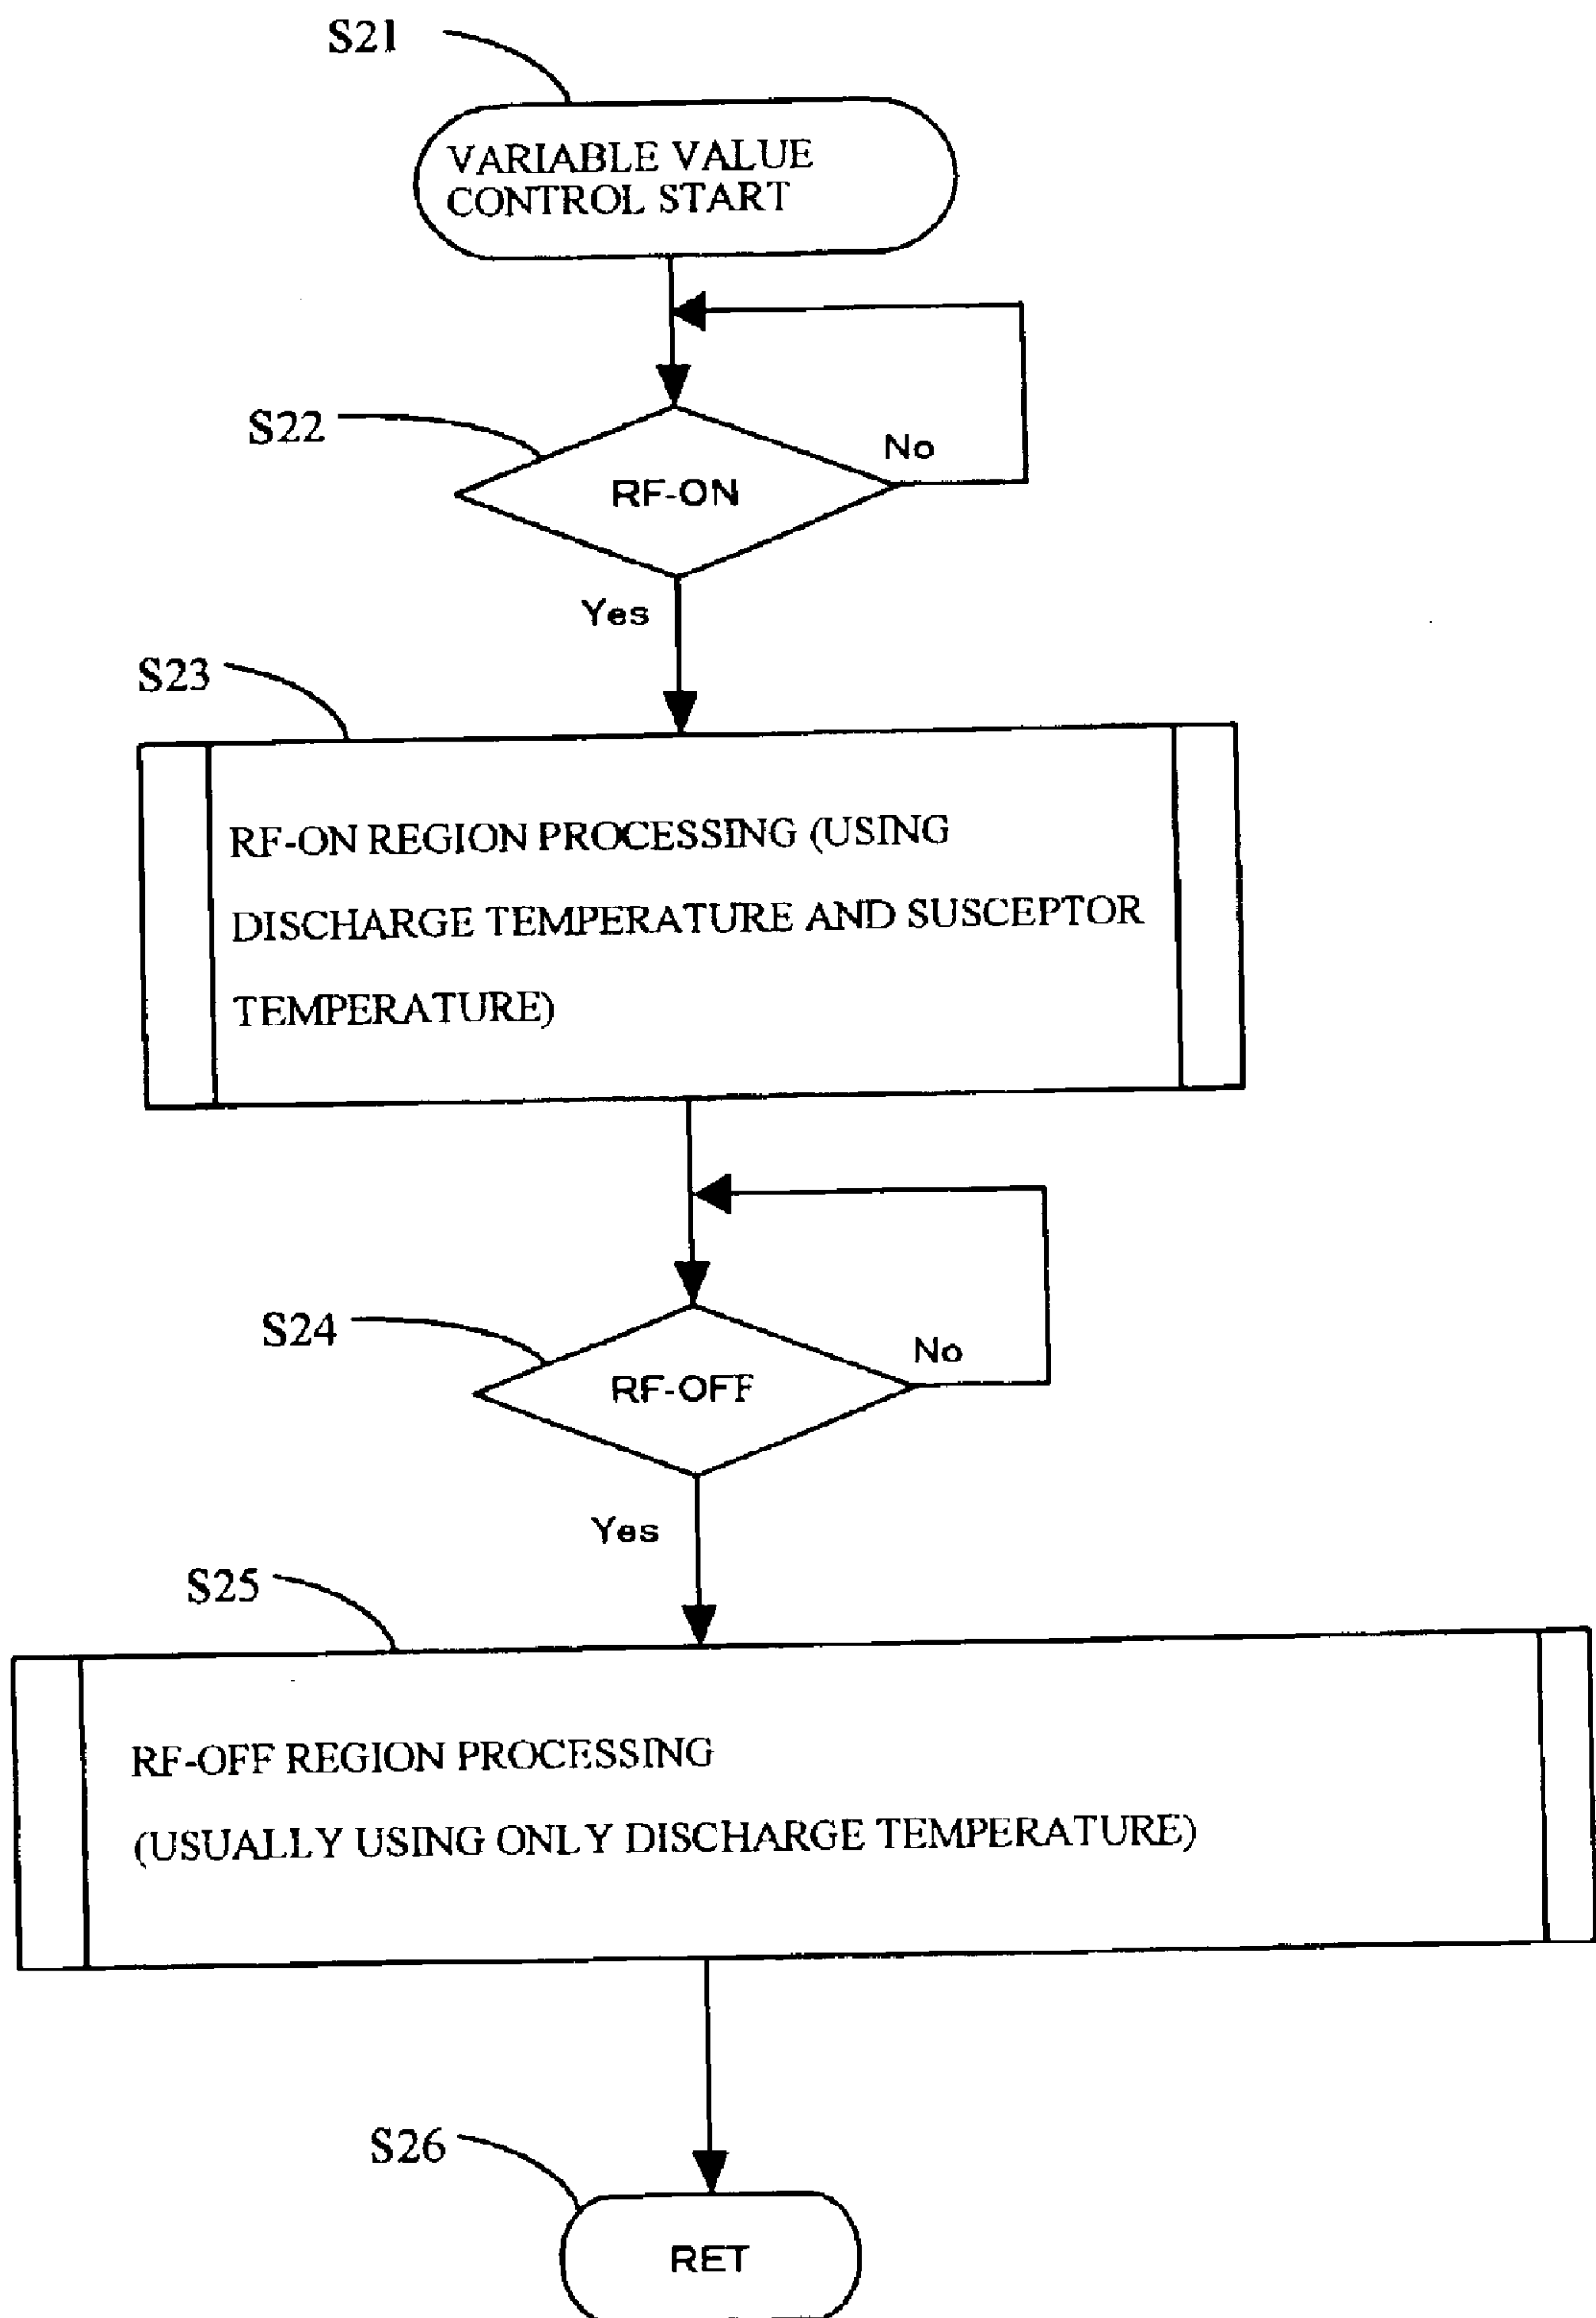 S21
VARIABLE VALUE
CONTROL START
S22
No
RF-ON
Yes
S23
RF-ON REGION PROCESSING (USING
DISCHARGE TEMPERATURE AND SUSCEPTOR
TEMPERATURE)
S24
No
RF-OFF
Yes
S25
RF-OFF REGION PROCESSING
(USUALLY USING ONLY DISCHARGE TEMPERATURE)
S26
RET